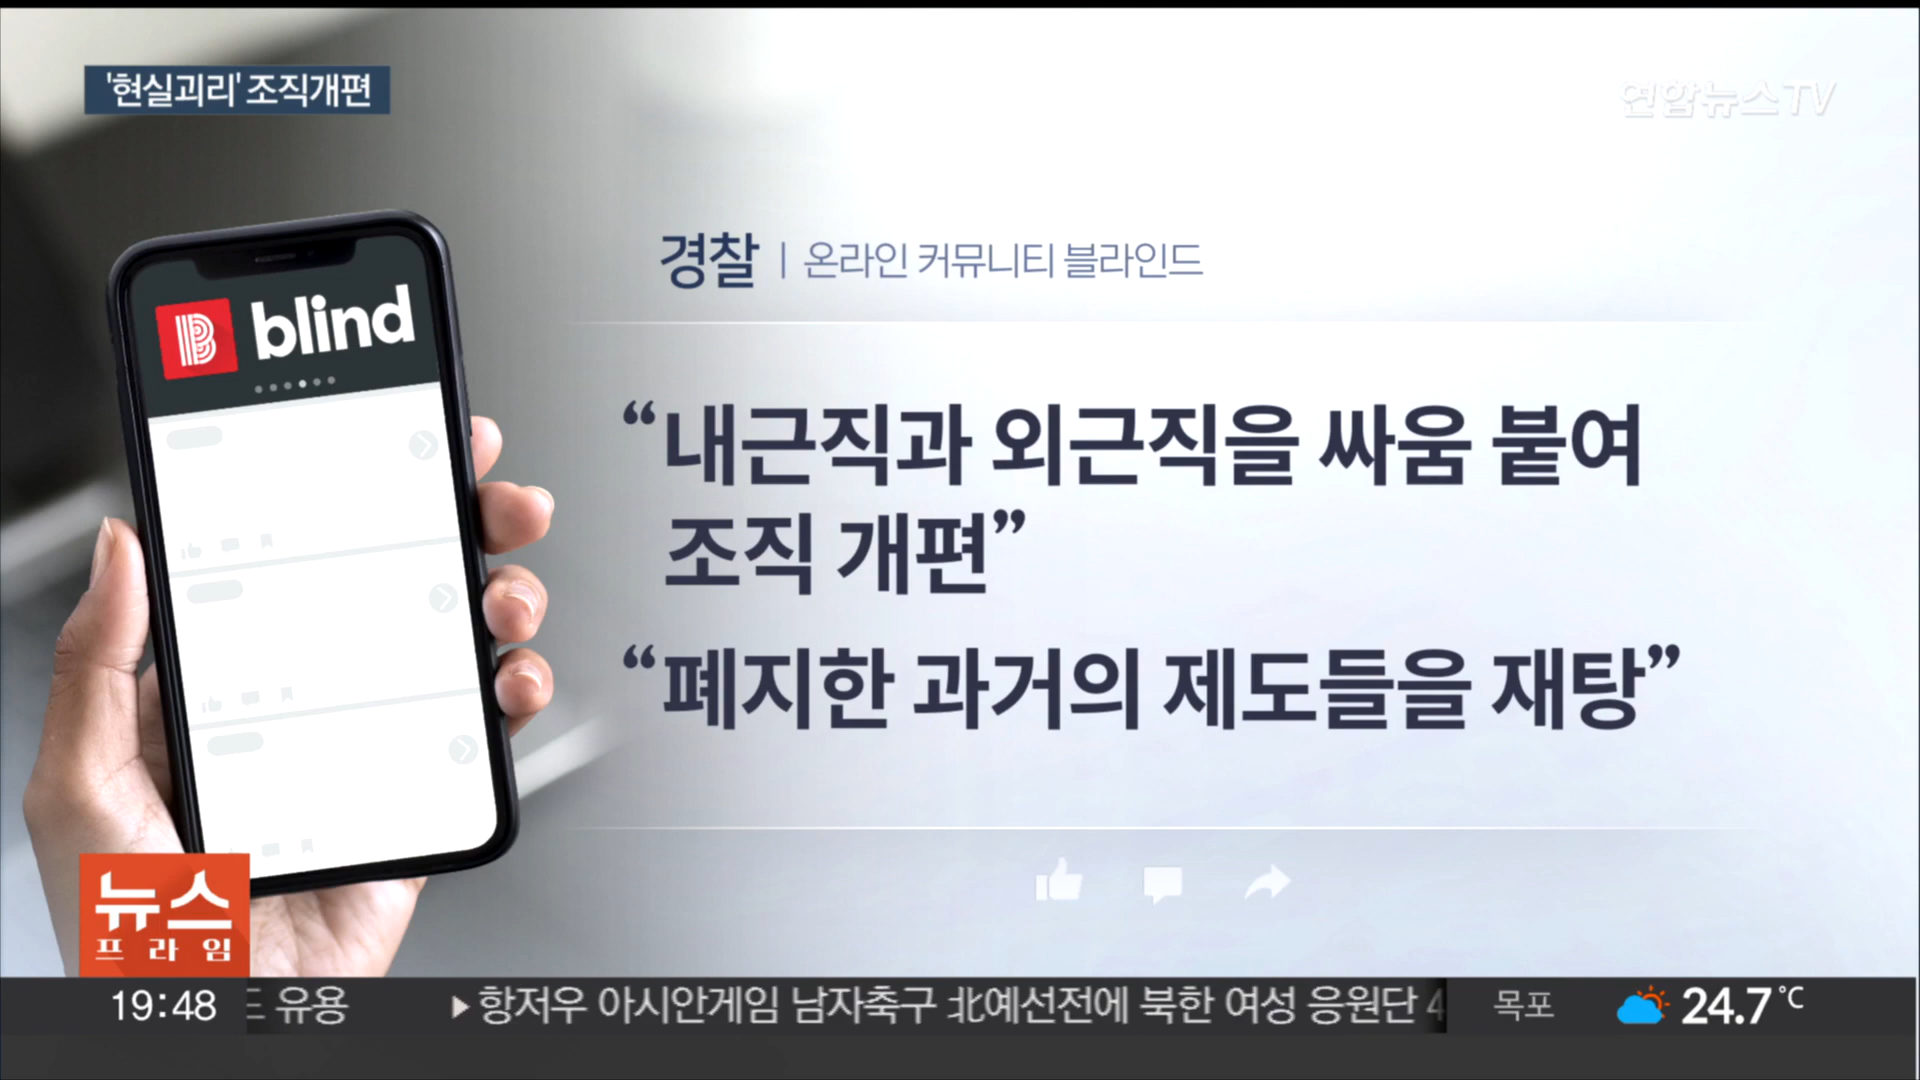 '현실괴리' 조직개편
연합뉴스TV
blind
경찰 | 온라인 커뮤니티 블라인드
“내근직과 외근직을 싸움 붙여
조직 개편”
“폐지한 과거의 제도들을 재탕”
뉴스
프라임
19:48 유용 ▶항저우 아시안게임 남자축구 北예선전에 북한 여성 응원단 4 목포 24.7℃